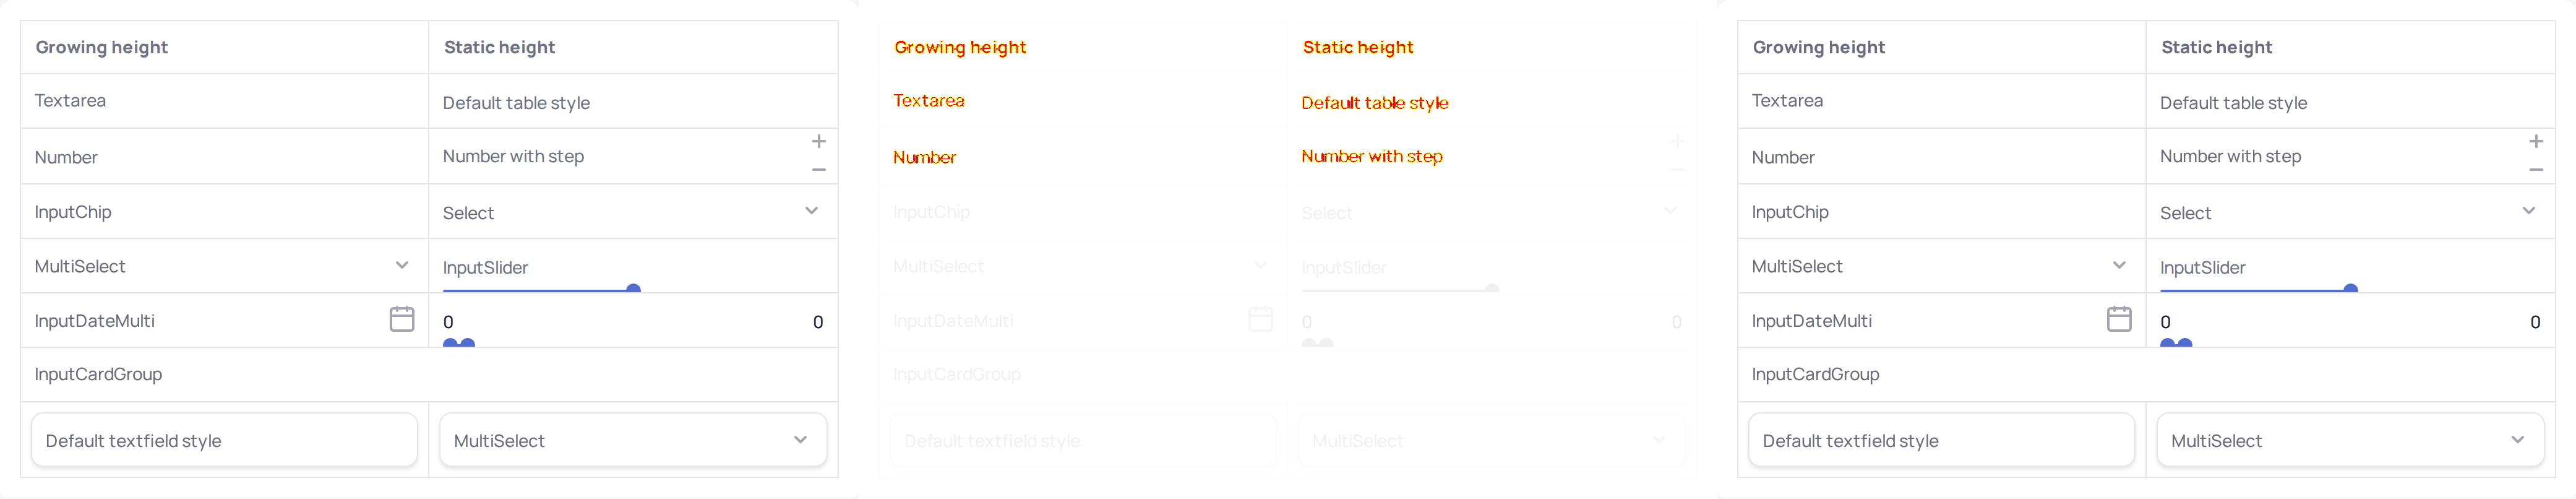 Growing height Static height
Textarea Default table style
Number Number with step
InputChip Select
MultiSelect InputSlider
InputDateMulti 0 0
InputCardGroup
Default textfield style MultiSelect
Growing height Static height
Textarea Default table style
Number Number with step
InputChip Select
MultiSelect InputSlider
InputDateMulti 0 0
InputCardGroup
Default textfield style MultiSelect
Growing height Static height
Textarea Default table style
Number Number with step
InputChip Select
MultiSelect InputSlider
InputDateMulti 0 0
InputCardGroup
Default textfield style MultiSelect